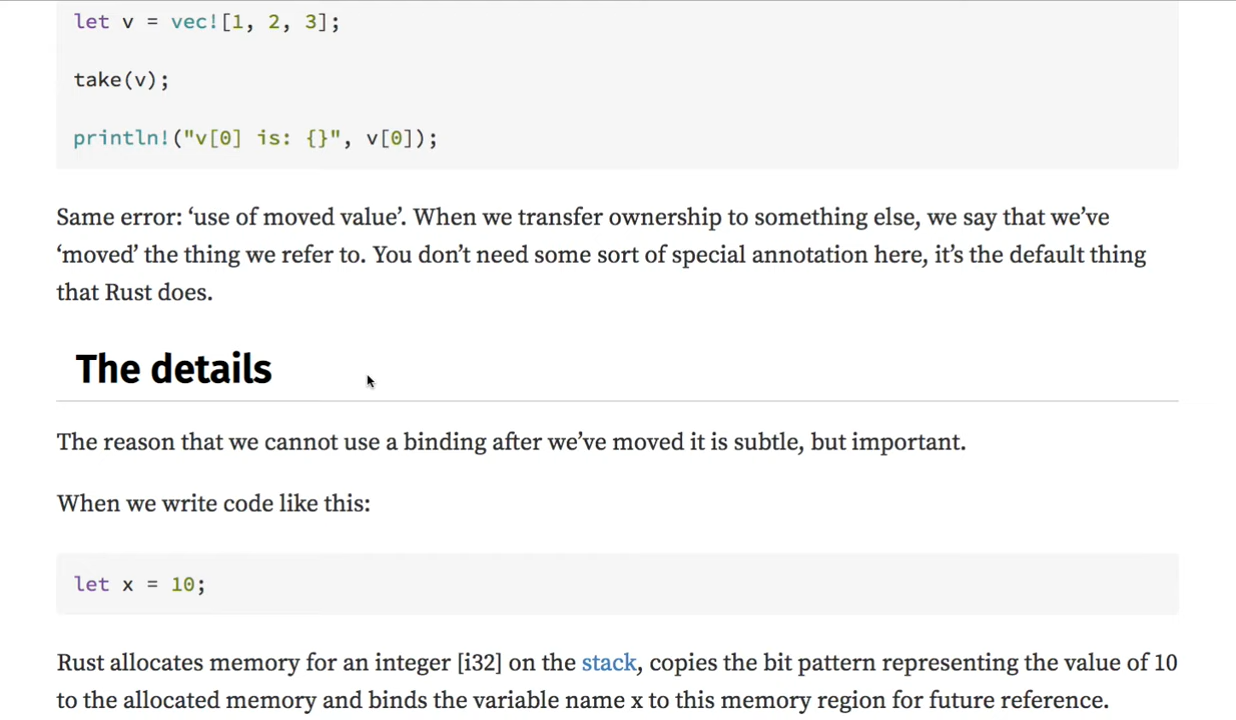 let v = vec![1, 2, 3];
take(v);
println!("v[0] is: {}", v[0]);
Same error: ‘use of moved value’. When we transfer ownership to something else, we say that we’ve
‘moved’ the thing we refer to. You don’t need some sort of special annotation here, it’s the default thing
that Rust does.
The details
The reason that we cannot use a binding after we’ve moved it is subtle, but important.
When we write code like this:
let x = 10;
Rust allocates memory for an integer [i32] on the stack, copies the bit pattern representing the value of 10
to the allocated memory and binds the variable name x to this memory region for future reference.